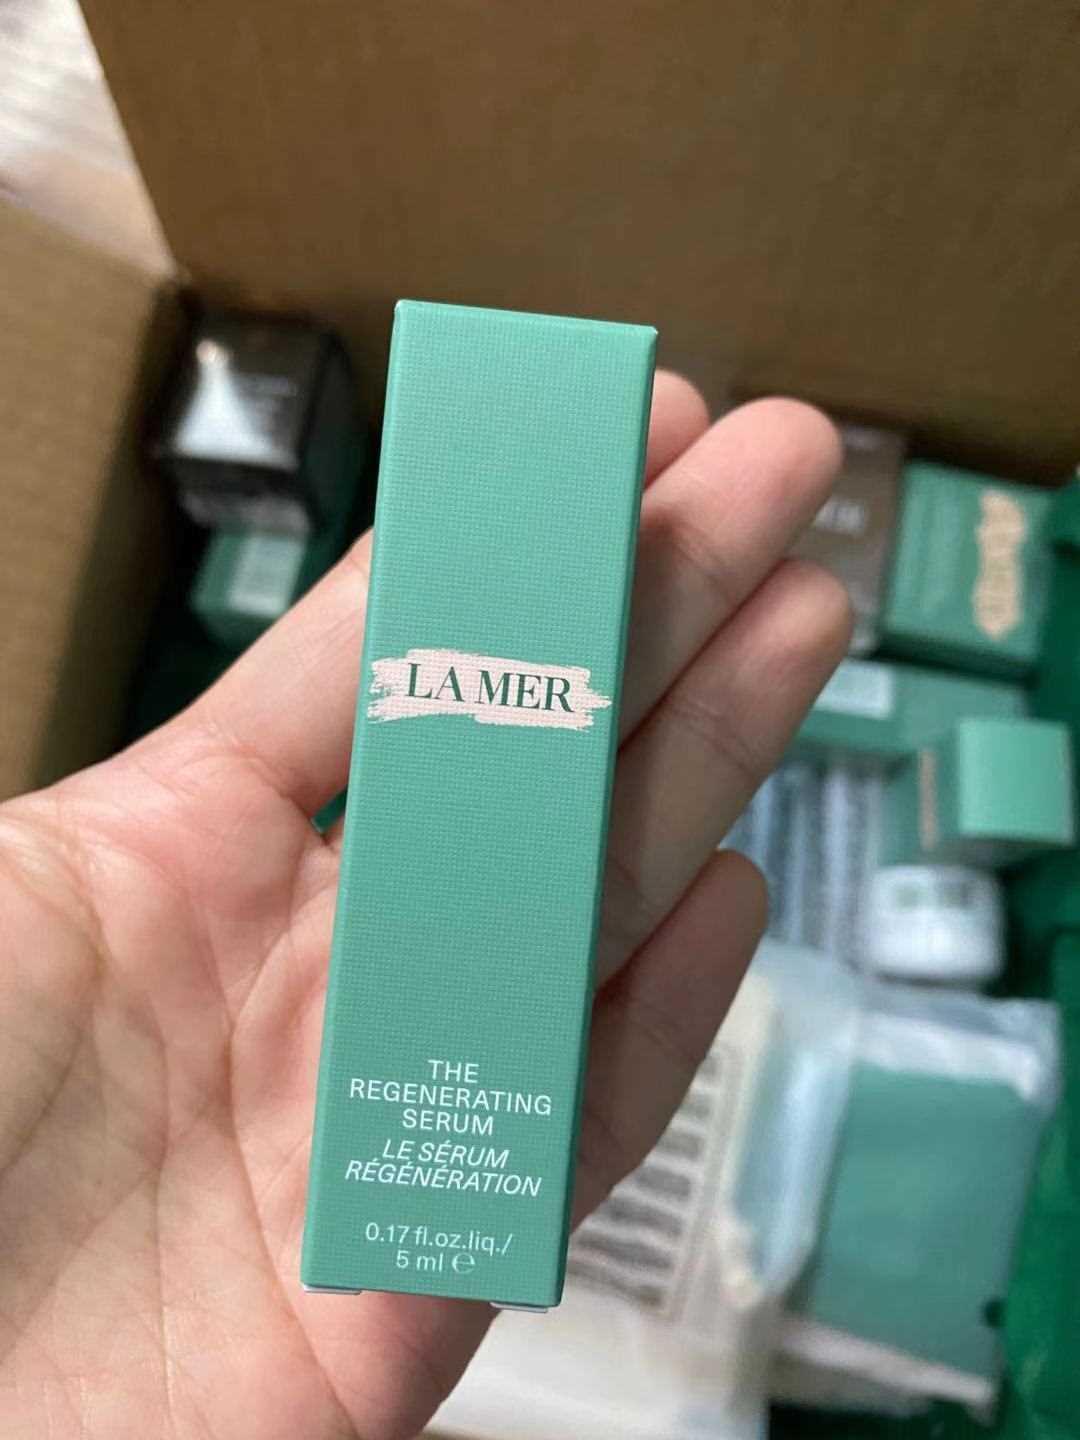 LA MER
THE
REGENERATING
SERUM
LE SÉRUM
RÉGÉNÉRATION
0.17 fl.oz.liq./
5 ml ℮